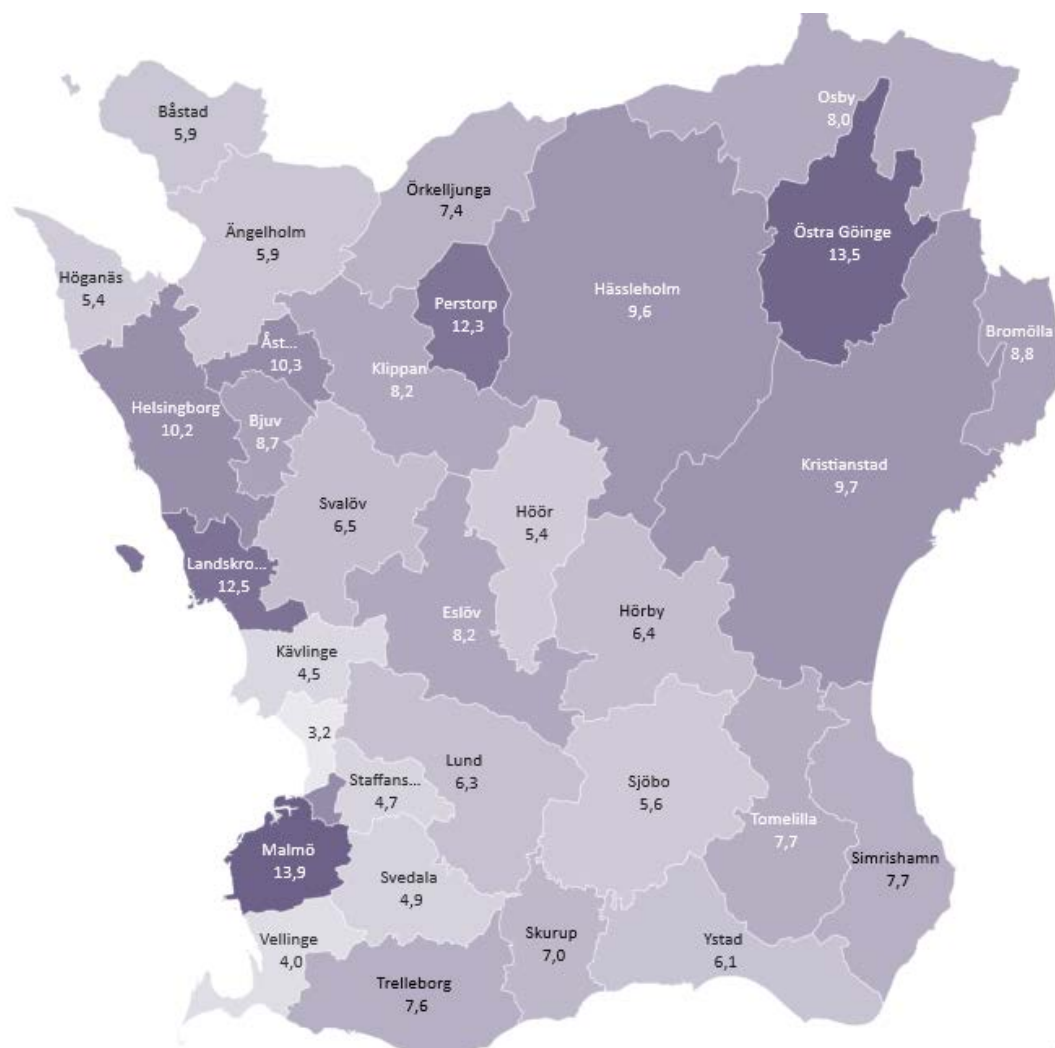 Osby
8,0
Båstad
5,9
Örkelljunga
7,4
Östra Göinge
13,5
Ängelholm
5,9
Höganäs
5,4
Hässleholm
9,6
Perstorp
12,3
Bromölla
8,8
Åst...
10,3
Klippan
8,2
Helsingborg
10,2
Bjuv
8,7
Kristianstad
9,7
Svalöv
6,5
Höör
5,4
Landskro...
12,5
Eslöv
8,2
Hörby
6,4
Kävlinge
4,5
3,2
Lund
6,3
Staffans...
4,7
Sjöbo
5,6
Tomelilla
7,7
Malmö
13,9
Simrishamn
7,7
Svedala
4,9
Vellinge
4,0
Skurup
7,0
Ystad
6,1
Trelleborg
7,6